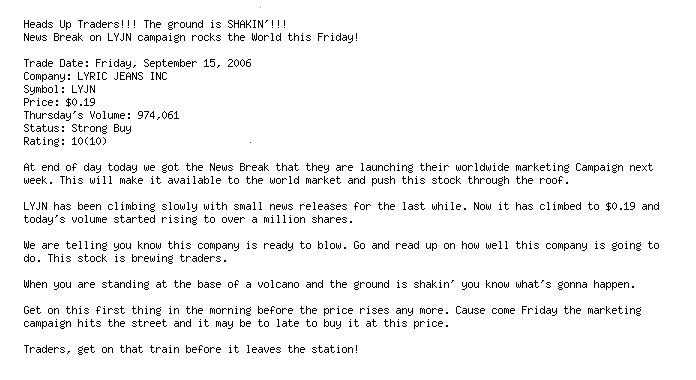 Heads Up Traders!!! The ground is SHAKIN'!!!
News Break on LYJN campaign rocks the World this Friday!
Trade Date: Friday, September 15, 2006
Company: LYRIC JEANS INC
Symbol: LYJN
Price: $0.19
Thursday's Volume: 974,061
Status: Strong Buy
Rating: 10(10)
At end of day today we got the News Break that they are launching their worldwide marketing Campaign next
week. This will make it available to the world market and push this stock through the roof.
LYJN has been climbing slowly with small news releases for the last while. Now it has climbed to $0.19 and
today's volume started rising to over a million shares.
We are telling you know this company is ready to blow. Go and read up on how well this company is going to
do. This stock is brewing traders.
When you are standing at the base of a volcano and the ground is shakin' you know what's gonna happen.
Get on this first thing in the morning before the price rises any more. Cause come Friday the marketing
campaign hits the street and it may be to late to buy it at this price.
Traders, get on that train before it leaves the station!